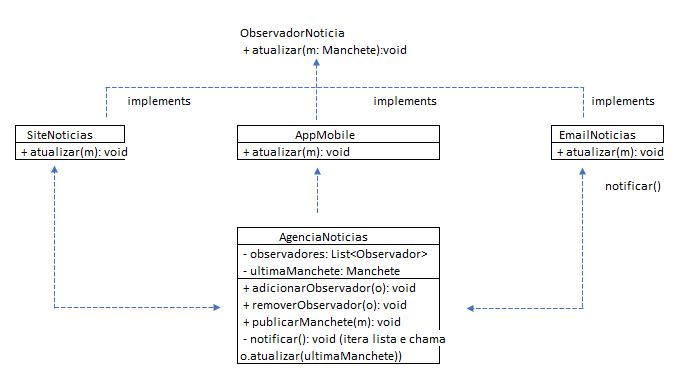 ObservadorNoticia
+ atualizar(m: Manchete):void
implements
implements
implements
SiteNoticias
+ atualizar(m): void
AppMobile
+ atualizar(m): void
EmailNoticias
+ atualizar(m): void
notificar()
AgenciaNoticias
- observadores: List<Observador>
- ultimaManchete: Manchete
+ adicionarObservador(o): void
+ removerObservador(o): void
+ publicarManchete(m): void
- notificar(): void (itera lista e chama
o.atualizar(ultimaManchete))